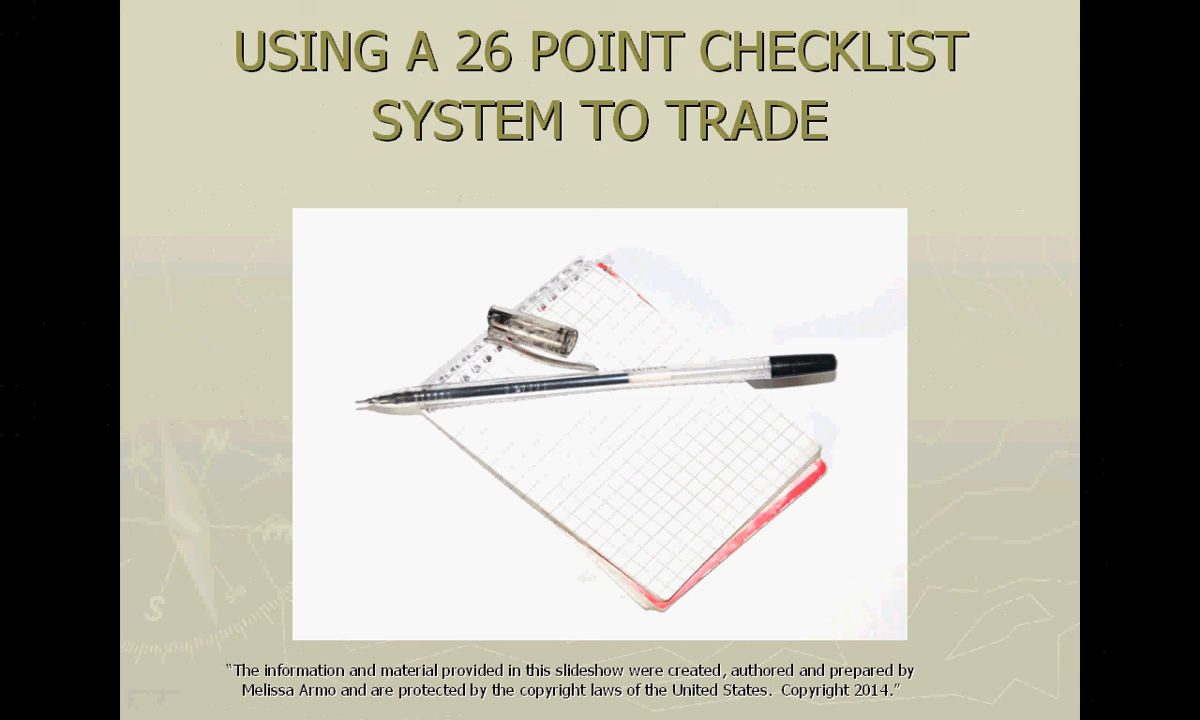 USING A 26 POINT CHECKLIST
SYSTEM TO TRADE
N
S
"The information and material provided in this slideshow were created, authored and prepared by
Melissa Armo and are protected by the copyright laws of the United States.  Copyright 2014."